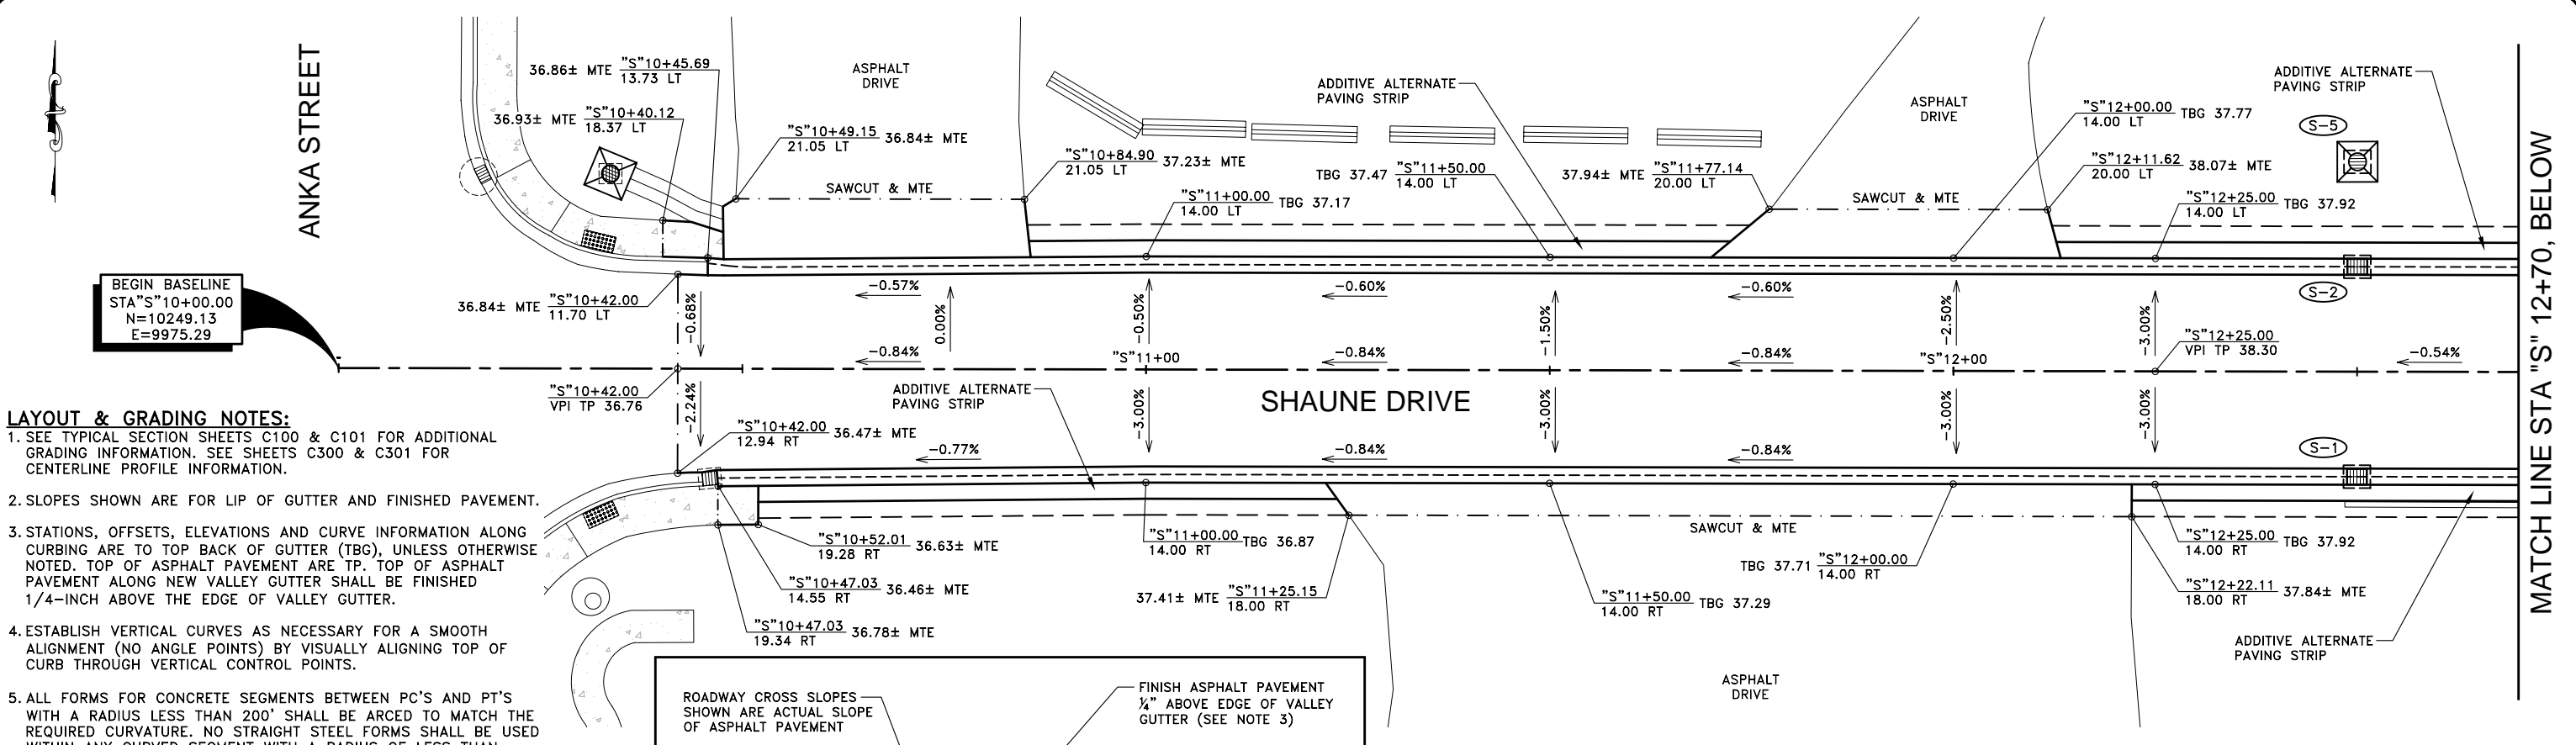 ANKA STREET
36.86± MTE "S"10+45.69
13.73 LT
36.93± MTE "S"10+40.12
18.37 LT
ASPHALT
DRIVE
"S"10+49.15 36.84± MTE
21.05 LT
SAWCUT & MTE
"S"10+84.90 37.23± MTE
21.05 LT
"S"11+00.00 TBG 37.17
14.00 LT
ADDITIVE ALTERNATE
PAVING STRIP
TBG 37.47 "S"11+50.00
14.00 LT
37.94± MTE "S"11+77.14
20.00 LT
ASPHALT
DRIVE
SAWCUT & MTE
"S"12+00.00 TBG 37.77
14.00 LT
"S"12+11.62 38.07± MTE
20.00 LT
"S"12+25.00 TBG 37.92
14.00 LT
ADDITIVE ALTERNATE
PAVING STRIP
S-5
S-2
MATCH LINE STA "S" 12+70, BELOW
BEGIN BASELINE
STA"S"10+00.00
N=10249.13
E=9975.29
36.84± MTE "S"10+42.00
11.70 LT
-0.57%
-0.60%
-0.60%
-0.68%
0.00%
-0.50%
-1.50%
-2.50%
-3.00%
"S"12+25.00
VPI TP 38.30
-0.84%
"S"11+00
-0.84%
-0.84%
"S"12+00
-0.54%
"S"10+42.00
VPI TP 36.76
-2.24%
ADDITIVE ALTERNATE
PAVING STRIP
SHAUNE DRIVE
-3.00%
-3.00%
-3.00%
-3.00%
"S"10+42.00 36.47± MTE
12.94 RT
-0.77%
-0.84%
-0.84%
S-1
"S"10+52.01 36.63± MTE
19.28 RT
"S"10+47.03 36.46± MTE
14.55 RT
"S"10+47.03 36.78± MTE
19.34 RT
"S"11+00.00 TBG 36.87
14.00 RT
37.41± MTE "S"11+25.15
18.00 RT
SAWCUT & MTE
TBG 37.71 "S"12+00.00
14.00 RT
"S"11+50.00 TBG 37.29
14.00 RT
"S"12+25.00 TBG 37.92
14.00 RT
"S"12+22.11 37.84± MTE
18.00 RT
ADDITIVE ALTERNATE
PAVING STRIP
ASPHALT
DRIVE
LAYOUT & GRADING NOTES:
1. SEE TYPICAL SECTION SHEETS C100 & C101 FOR ADDITIONAL
GRADING INFORMATION. SEE SHEETS C300 & C301 FOR
CENTERLINE PROFILE INFORMATION.
2. SLOPES SHOWN ARE FOR LIP OF GUTTER AND FINISHED PAVEMENT.
3. STATIONS, OFFSETS, ELEVATIONS AND CURVE INFORMATION ALONG
CURBING ARE TO TOP BACK OF GUTTER (TBG), UNLESS OTHERWISE
NOTED. TOP OF ASPHALT PAVEMENT ARE TP. TOP OF ASPHALT
PAVEMENT ALONG NEW VALLEY GUTTER SHALL BE FINISHED
1/4-INCH ABOVE THE EDGE OF VALLEY GUTTER.
4. ESTABLISH VERTICAL CURVES AS NECESSARY FOR A SMOOTH
ALIGNMENT (NO ANGLE POINTS) BY VISUALLY ALIGNING TOP OF
CURB THROUGH VERTICAL CONTROL POINTS.
5. ALL FORMS FOR CONCRETE SEGMENTS BETWEEN PC'S AND PT'S
WITH A RADIUS LESS THAN 200' SHALL BE ARCED TO MATCH THE
REQUIRED CURVATURE. NO STRAIGHT STEEL FORMS SHALL BE USED
WITHIN ANY CURVED SEGMENT WITH A RADIUS OF LESS THAN
ROADWAY CROSS SLOPES
SHOWN ARE ACTUAL SLOPE
OF ASPHALT PAVEMENT
FINISH ASPHALT PAVEMENT
¼" ABOVE EDGE OF VALLEY
GUTTER (SEE NOTE 3)